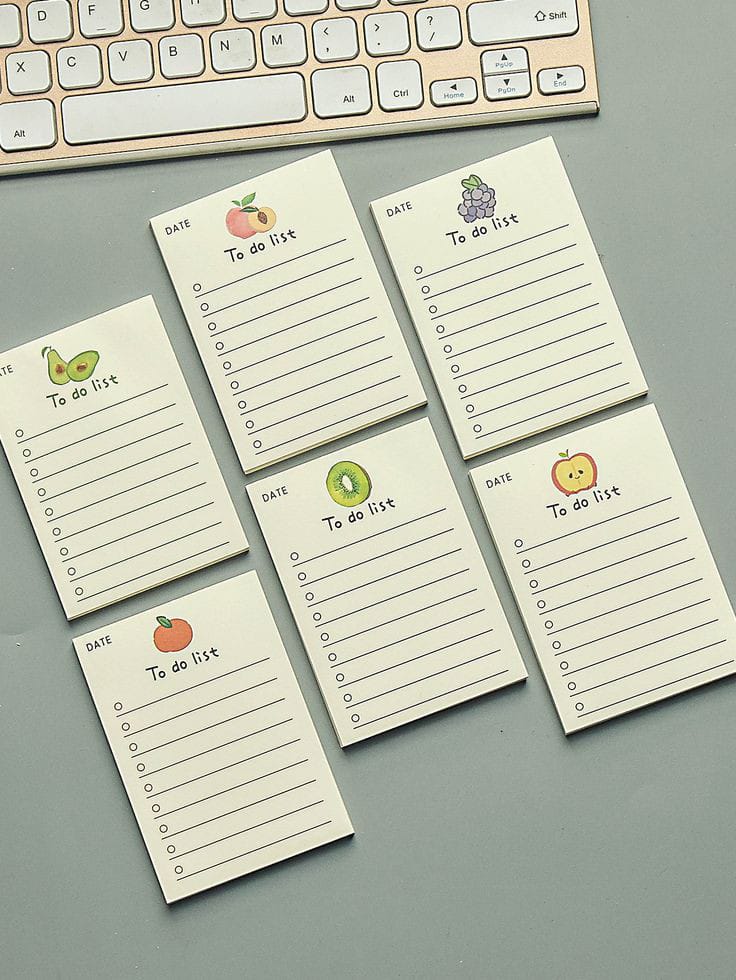 D F G H J K L
X C V B N M < , > . ? / Shift
Alt Alt Ctrl Home PgUp PgDn End
DATE
To do list
DATE
To do list
TE
To do list
DATE
To do list
DATE
To do list
DATE
To do list